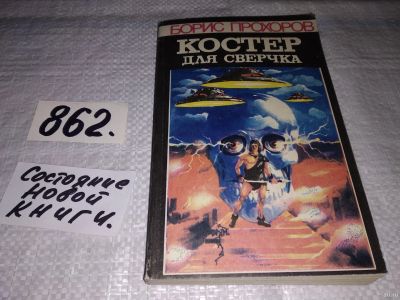 БОРИС ПРОХОРОВ
КОСТЕР
ДЛЯ СВЕРЧКА
862.
Состояние
новой
книги.